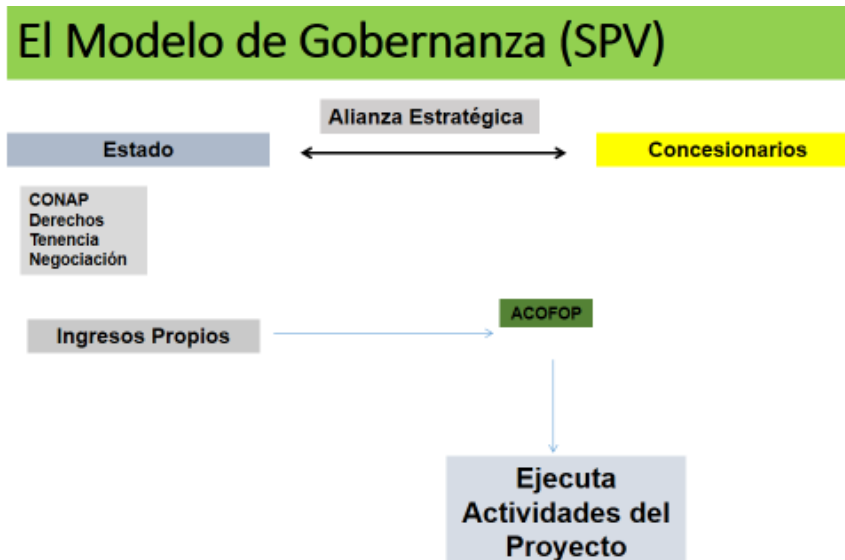 El Modelo de Gobernanza (SPV)
Alianza Estratégica
Estado
Concesionarios
CONAP
Derechos
Tenencia
Negociación
ACOFOP
Ingresos Propios
Ejecuta
Actividades del
Proyecto